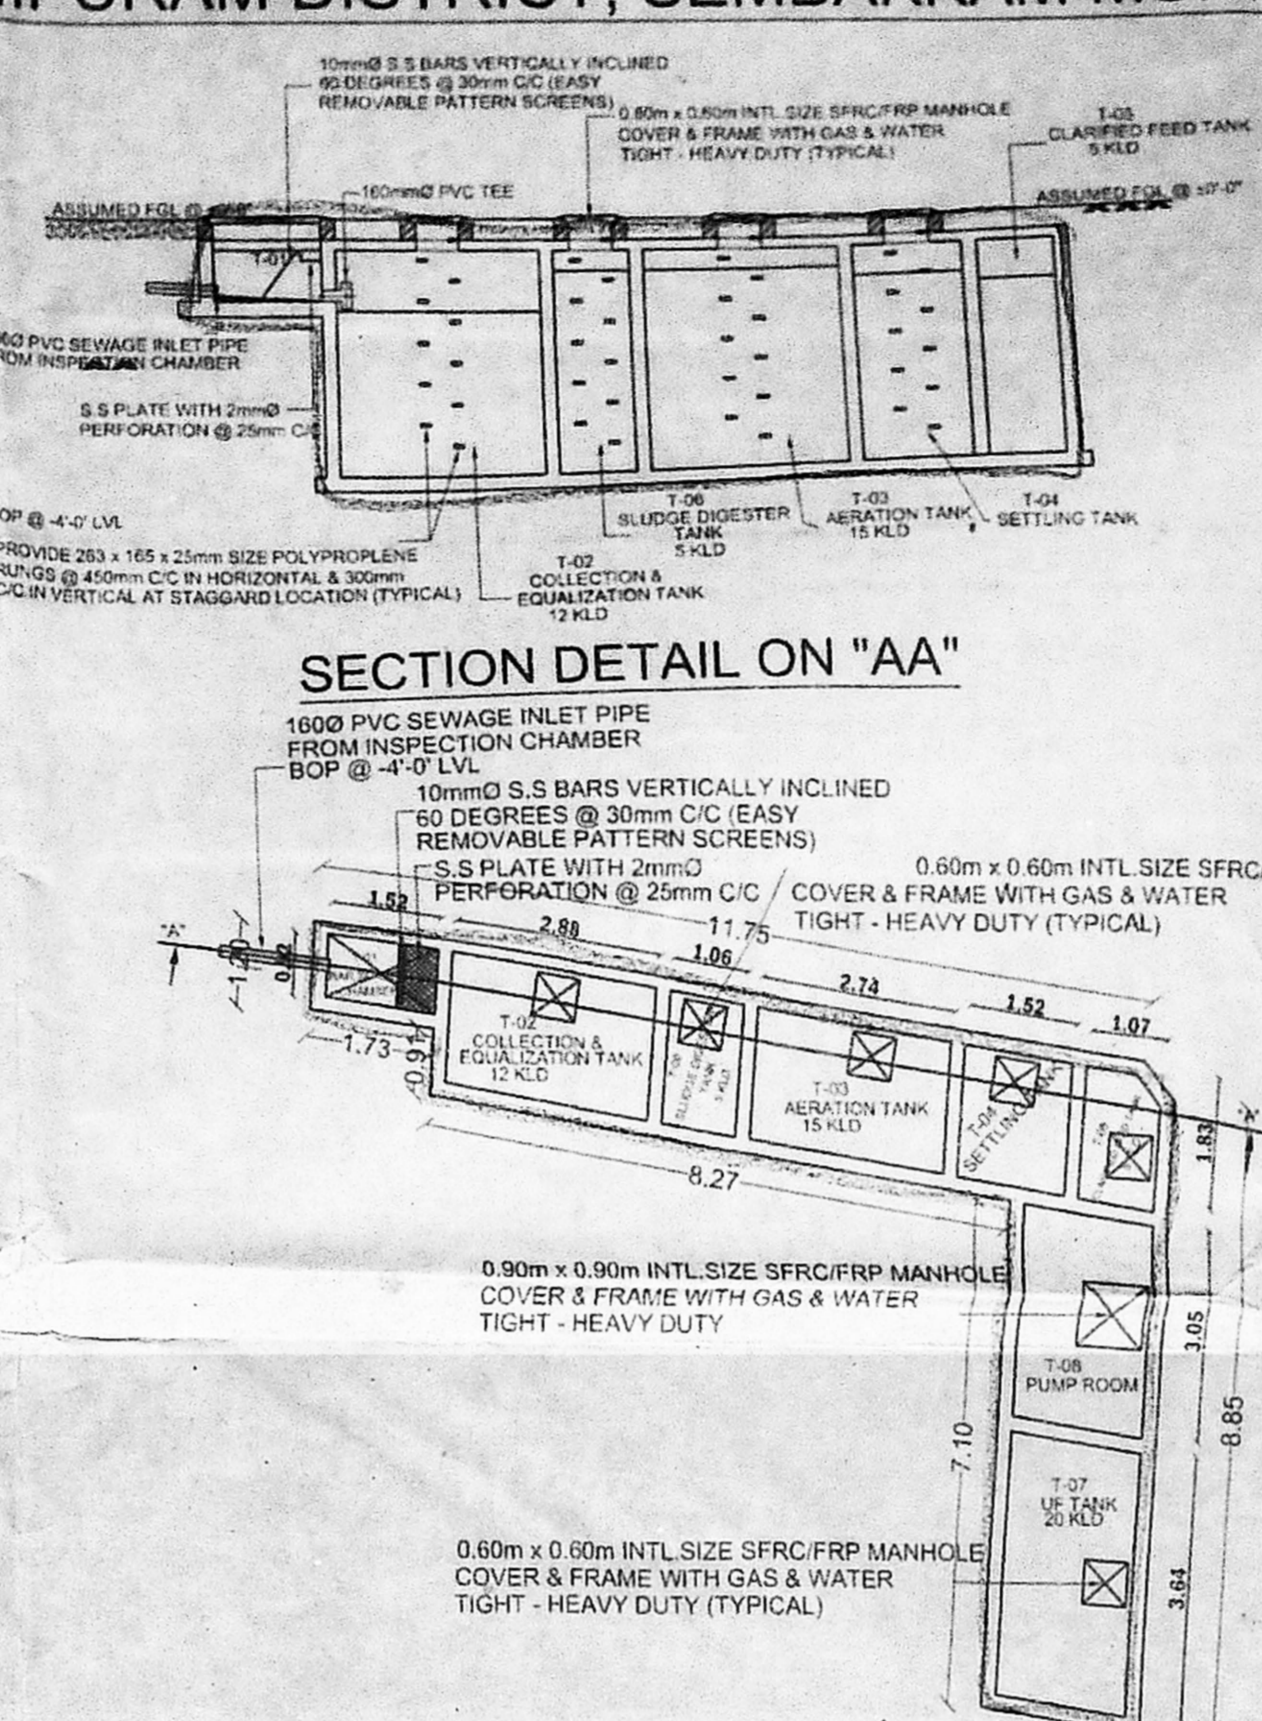 10mmØ S.S BARS VERTICALLY INCLINED
60 DEGREES @ 30mm C/C (EASY
REMOVABLE PATTERN SCREENS)
0.60m x 0.60m INTL.SIZE SFRC/FRP MANHOLE
COVER & FRAME WITH GAS & WATER
TIGHT - HEAVY DUTY (TYPICAL)
T-05
CLARIFIED FEED TANK
5 KLD
160mmØ PVC TEE
ASSUMED FGL @
ASSUMED FGL @ ±0'-0"
T-01
PVC SEWAGE INLET PIPE
INSPECTION CHAMBER
S.S PLATE WITH 2mmØ
PERFORATION @ 25mm C/C
@ -4'-0' LVL
PROVIDE 263 x 165 x 25mm SIZE POLYPROPLENE
RUNGS @ 450mm C/C IN HORIZONTAL & 300mm
C/C IN VERTICAL AT STAGGARD LOCATION (TYPICAL)
T-02
COLLECTION &
EQUALIZATION TANK
12 KLD
T-06
SLUDGE DIGESTER
TANK
5 KLD
T-03
AERATION TANK
15 KLD
T-04
SETTLING TANK
SECTION DETAIL ON "AA"
160Ø PVC SEWAGE INLET PIPE
FROM INSPECTION CHAMBER
BOP @ -4'-0' LVL
10mmØ S.S BARS VERTICALLY INCLINED
60 DEGREES @ 30mm C/C (EASY
REMOVABLE PATTERN SCREENS)
S.S PLATE WITH 2mmØ
PERFORATION @ 25mm C/C
0.60m x 0.60m INTL.SIZE SFRC/
COVER & FRAME WITH GAS & WATER
TIGHT - HEAVY DUTY (TYPICAL)
1.52
2.88
11.75
1.06
2.74
1.52
1.07
"A"
CHAMBER
1.73
0.91
T-02
COLLECTION &
EQUALIZATION TANK
12 KLD
T-06
SLUDGE DIGESTER
TANK
5 KLD
T-03
AERATION TANK
15 KLD
T-04
SETTLING TANK
T-05
1.83
"A"
8.27
0.90m x 0.90m INTL.SIZE SFRC/FRP MANHOLE
COVER & FRAME WITH GAS & WATER
TIGHT - HEAVY DUTY
3.05
T-08
PUMP ROOM
8.85
7.10
T-07
UF TANK
20 KLD
0.60m x 0.60m INTL.SIZE SFRC/FRP MANHOLE
COVER & FRAME WITH GAS & WATER
TIGHT - HEAVY DUTY (TYPICAL)
3.64